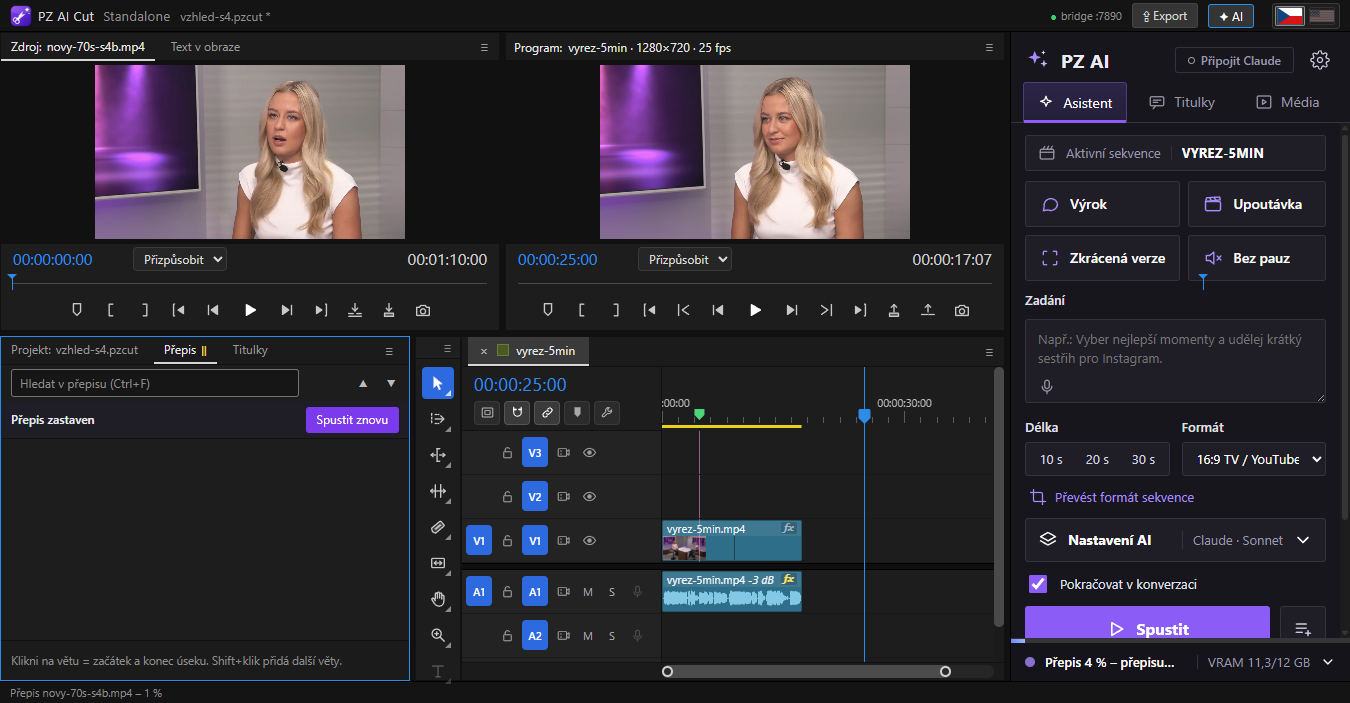 PZ AI Cut Standalone vyhled-s4.pzcut *
bridge :7890
Export
AI
Zdroj: novy-70s-s4b.mp4
Text v obraze
Program: vyrez-5min · 1280×720 · 25 fps
00:00:00:00
Přizpůsobit
00:01:10:00
00:00:25:00
Přizpůsobit
00:00:17:07
Projekt: vzhled-s4.pzcut
Přepis
Titulky
Hledat v přepisu (Ctrl+F)
Přepis zastaven
Spustit znovu
Klikni na větu = začátek a konec úseku. Shift+klik přidá další věty.
Přepis novy-70s-s4b.mp4 – 1 %
× vyrez-5min
00:00:25:00
:00:00
00:00:30:00
V3
V2
V1 V1
vyrez-5min.mp4 fx
A1 A1 M S
vyrez-5min.mp4 -3 dB fx
A2 M S
PZ AI
Připojit Claude
Asistent
Titulky
Média
Aktivní sekvence
VYREZ-5MIN
Výrok
Upoutávka
Zkrácená verze
Bez pauz
Zadání
Např.: Vyber nejlepší momenty a udělej krátký
sestřih pro Instagram.
Délka
Formát
10 s 20 s 30 s
16:9 TV / YouTube
Převést formát sekvence
Nastavení AI
Claude · Sonnet
Pokračovat v konverzaci
Spustit
Přepis 4 % – přepisu...
VRAM 11,3/12 GB